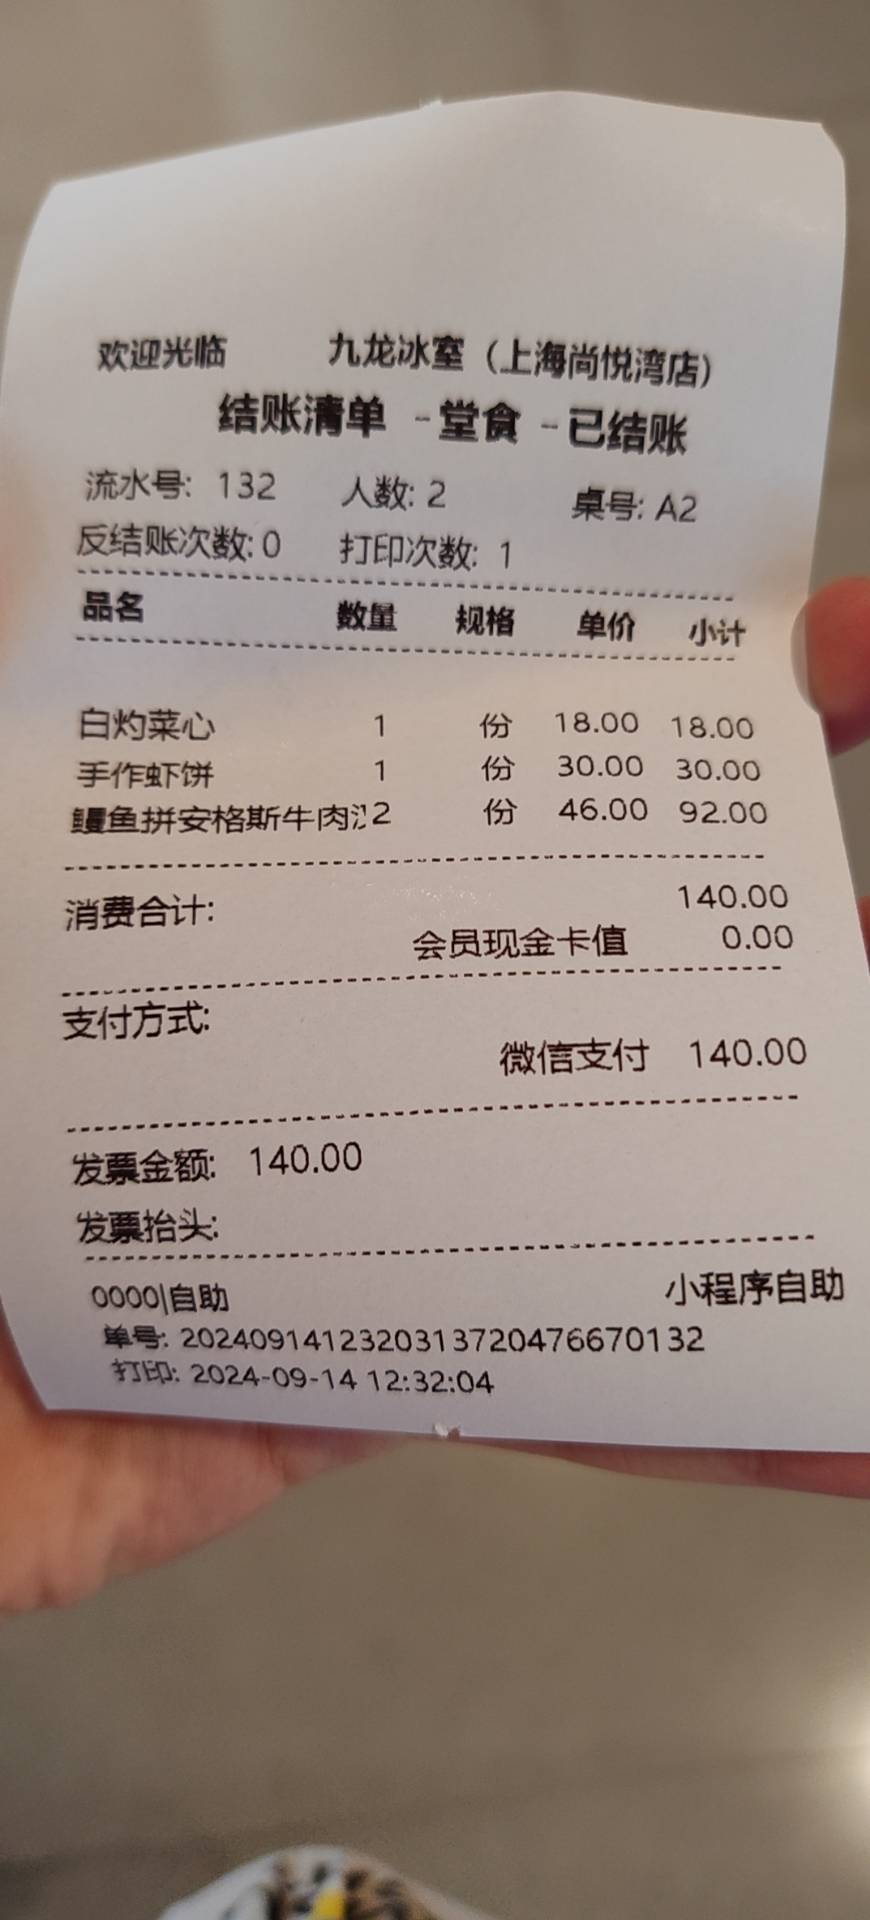 欢迎光临 九龙冰室（上海尚悦湾店）
结账清单 -堂食 -已结账
流水号: 132 人数: 2 桌号: A2
反结账次数: 0 打印次数: 1
品名 数量 规格 单价 小计
白灼菜心 1 份 18.00 18.00
手作虾饼 1 份 30.00 30.00
鳗鱼拼安格斯牛肉 2 份 46.00 92.00
消费合计: 140.00
会员现金卡值 0.00
支付方式:
微信支付 140.00
发票金额: 140.00
发票抬头:
0000|自助 小程序自助
单号: 2024091412320313720476670132
打印: 2024-09-14 12:32:04